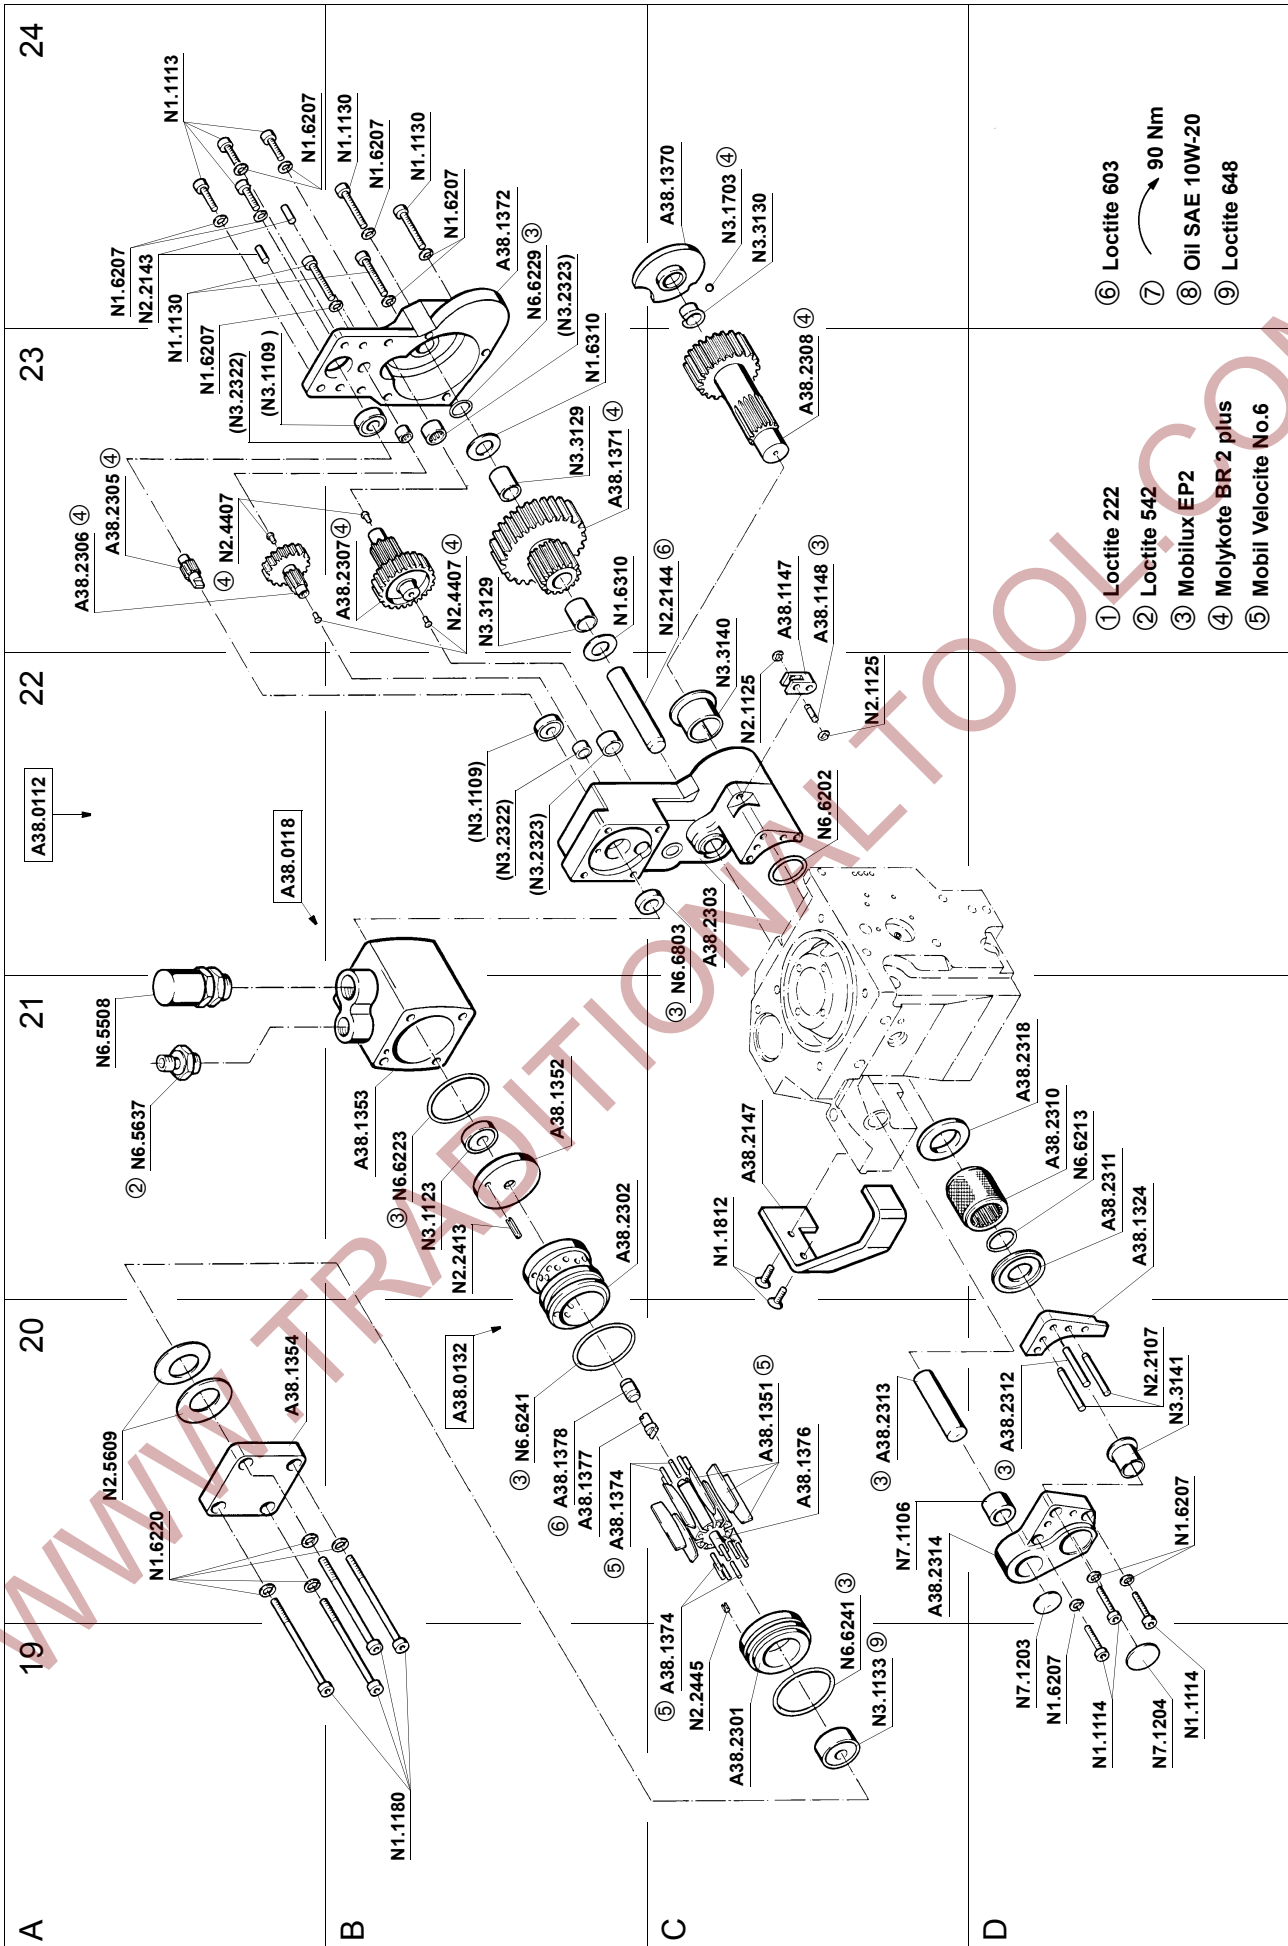 A
B
C
D
19
20
21
22
23
24
N1.1180
N1.6220
N2.5609
A38.1354
② N6.5637
N6.5508
A38.0112
A38.0118
A38.2306 ④
A38.2305 ④
④ N2.4407
N1.1113
N1.6207
N2.2143
N1.6207
N1.1130
N1.6207
(N3.2322)
(N3.1109)
N1.1130
N1.6207
N1.1130
N1.6207
A38.1372
N6.6229 ③
(N3.2323)
N1.6310
N3.3129
A38.1371 ④
A38.2307 ④
N2.4407 ④
N3.3129
N1.6310
N2.2144 ⑥
(N3.1109)
(N3.2322)
(N3.2323)
A38.1353
③ N6.6223
N3.1123
N2.2413
A38.1352
A38.2302
A38.0132
③ N6.6241
⑥ A38.1378
A38.1377
⑤ A38.1374
A38.1351 ⑤
A38.1376
⑤ A38.1374
N2.2445
A38.2301
N6.6241 ③
N3.1133 ⑨
③ N6.6803
A38.2303
N3.3140
N2.1125
A38.1147
A38.1148 ③
N2.1125
N6.6202
A38.1370
N3.1703 ④
N3.3130
A38.2308 ④
A38.2147
N1.1812
A38.2318
A38.2310
N6.6213
A38.2311
A38.1324
③ A38.2313
③ A38.2312
N2.2107
N3.3141
N7.1106
A38.2314
N1.6207
N7.1203
N1.6207
N1.1114
N7.1204
N1.1114
① Loctite 222
② Loctite 542
③ Mobilux EP2
④ Molykote BR 2 plus
⑤ Mobil Velocite No.6
⑥ Loctite 603
⑦ 90 Nm
⑧ Oil SAE 10W-20
⑨ Loctite 648
WWW.TRADITIONALTOOL.COM